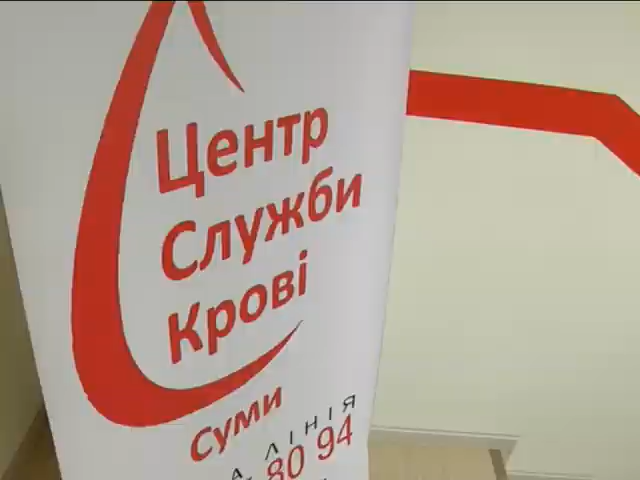 Центр
Служби
Крові
Суми
А ЛІНІЯ
80 94